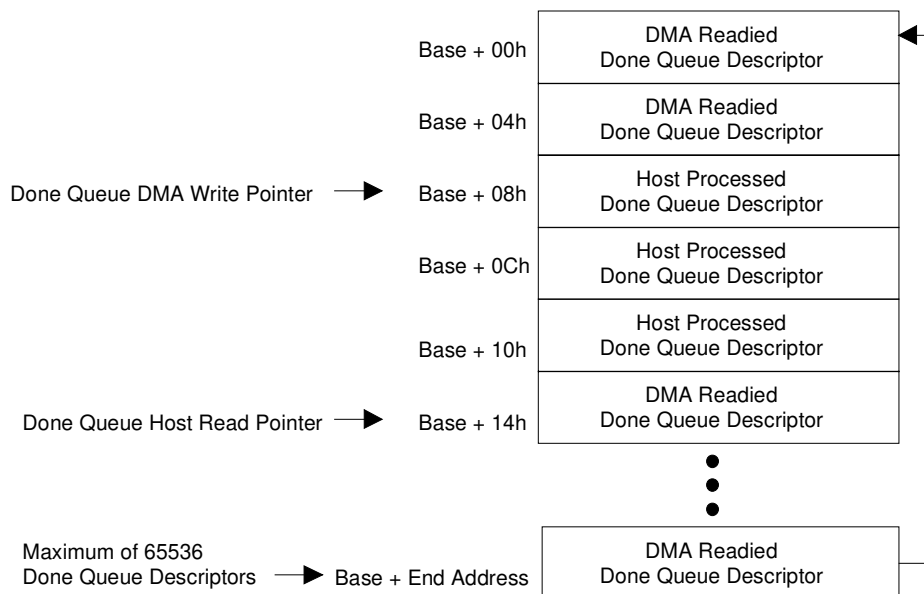 Base + 00h
DMA Readied
Done Queue Descriptor
Base + 04h
DMA Readied
Done Queue Descriptor
Done Queue DMA Write Pointer
Base + 08h
Host Processed
Done Queue Descriptor
Base + 0Ch
Host Processed
Done Queue Descriptor
Base + 10h
Host Processed
Done Queue Descriptor
Done Queue Host Read Pointer
Base + 14h
DMA Readied
Done Queue Descriptor
Maximum of 65536
Done Queue Descriptors
Base + End Address
DMA Readied
Done Queue Descriptor